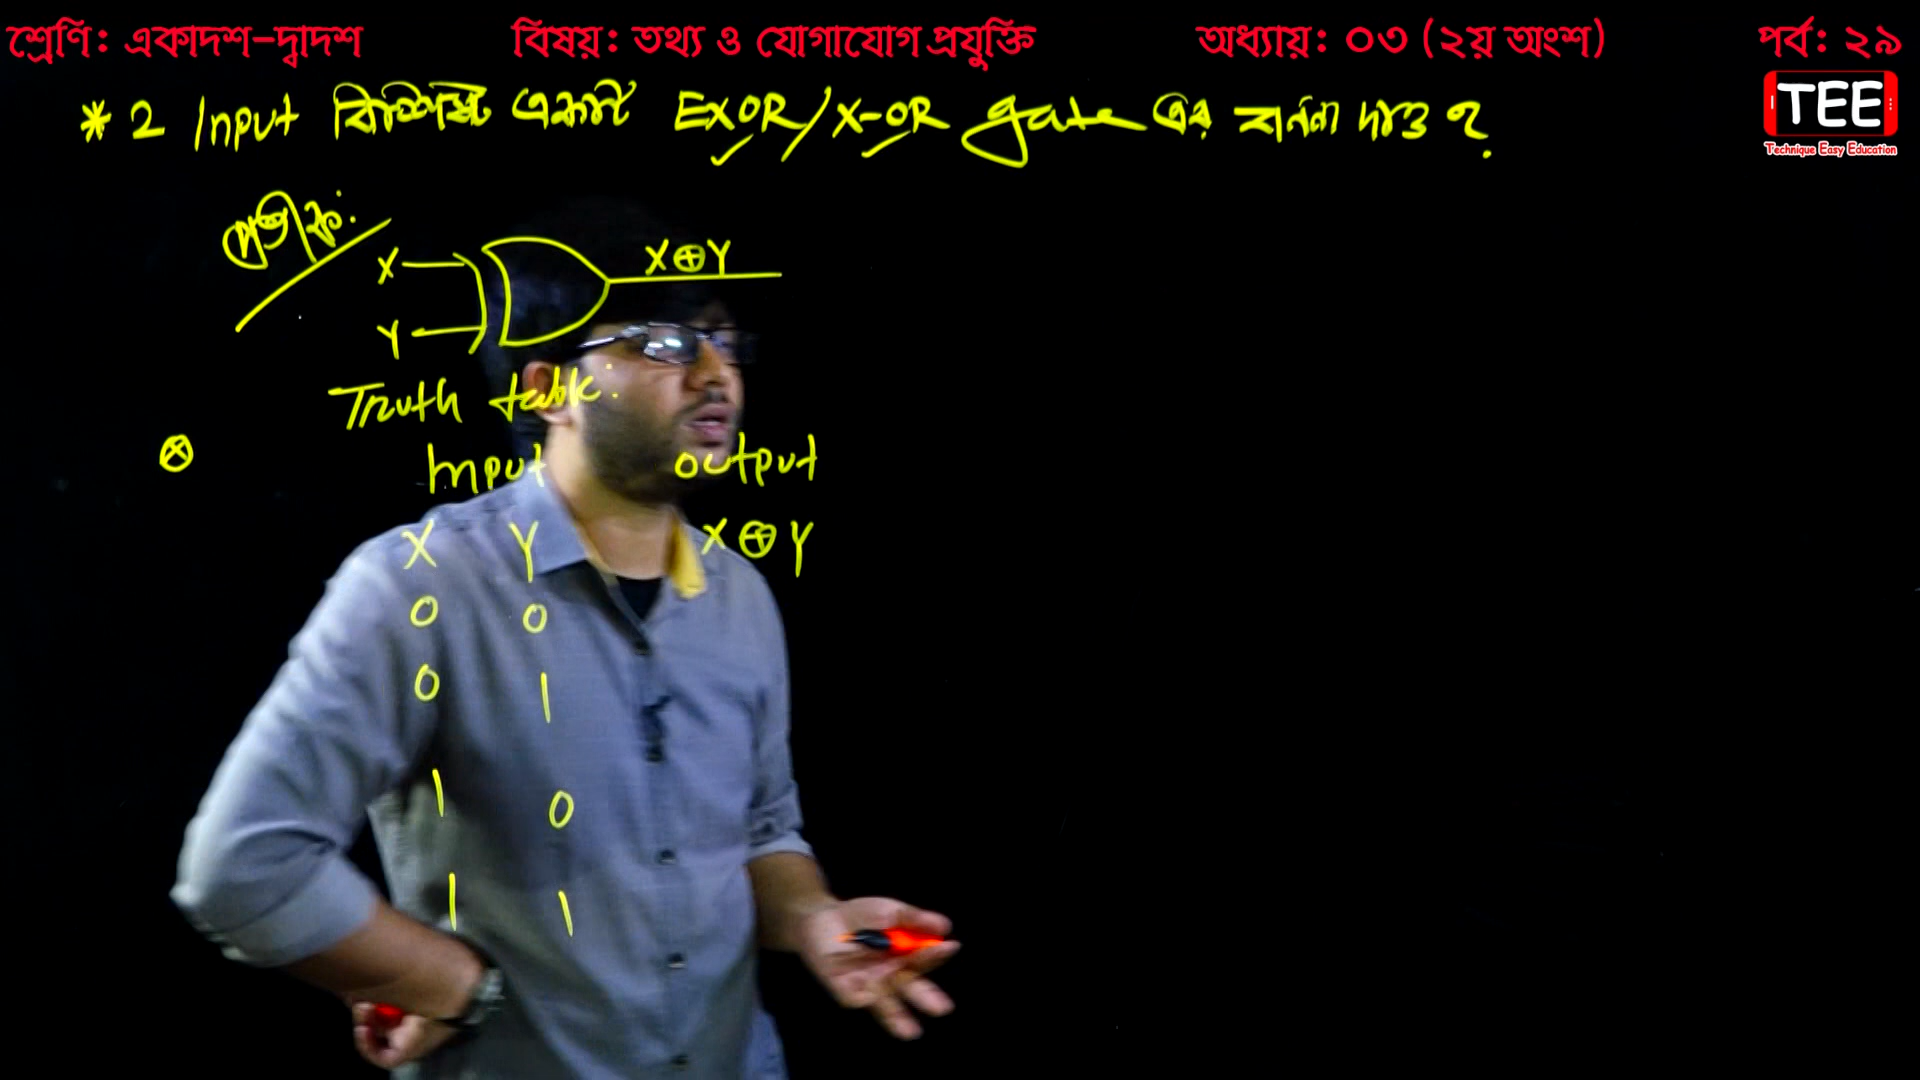 শ্রেণি: একাদশ-দ্বাদশ বিষয়: তথ্য ও যোগাযোগ প্রযুক্তি অধ্যায়: ০৩ (২য় অংশ) পর্ব: ২৯
TEE
Technique Easy Education
* 2 Input বিশিষ্ট একটি EXOR/X-OR gate এর বর্ননা দাও ?
প্রতীক:
X X⊕Y
Y
Truth table:
⊗
Input output
X Y X⊕Y
0 0
0 1
1 0
1 1